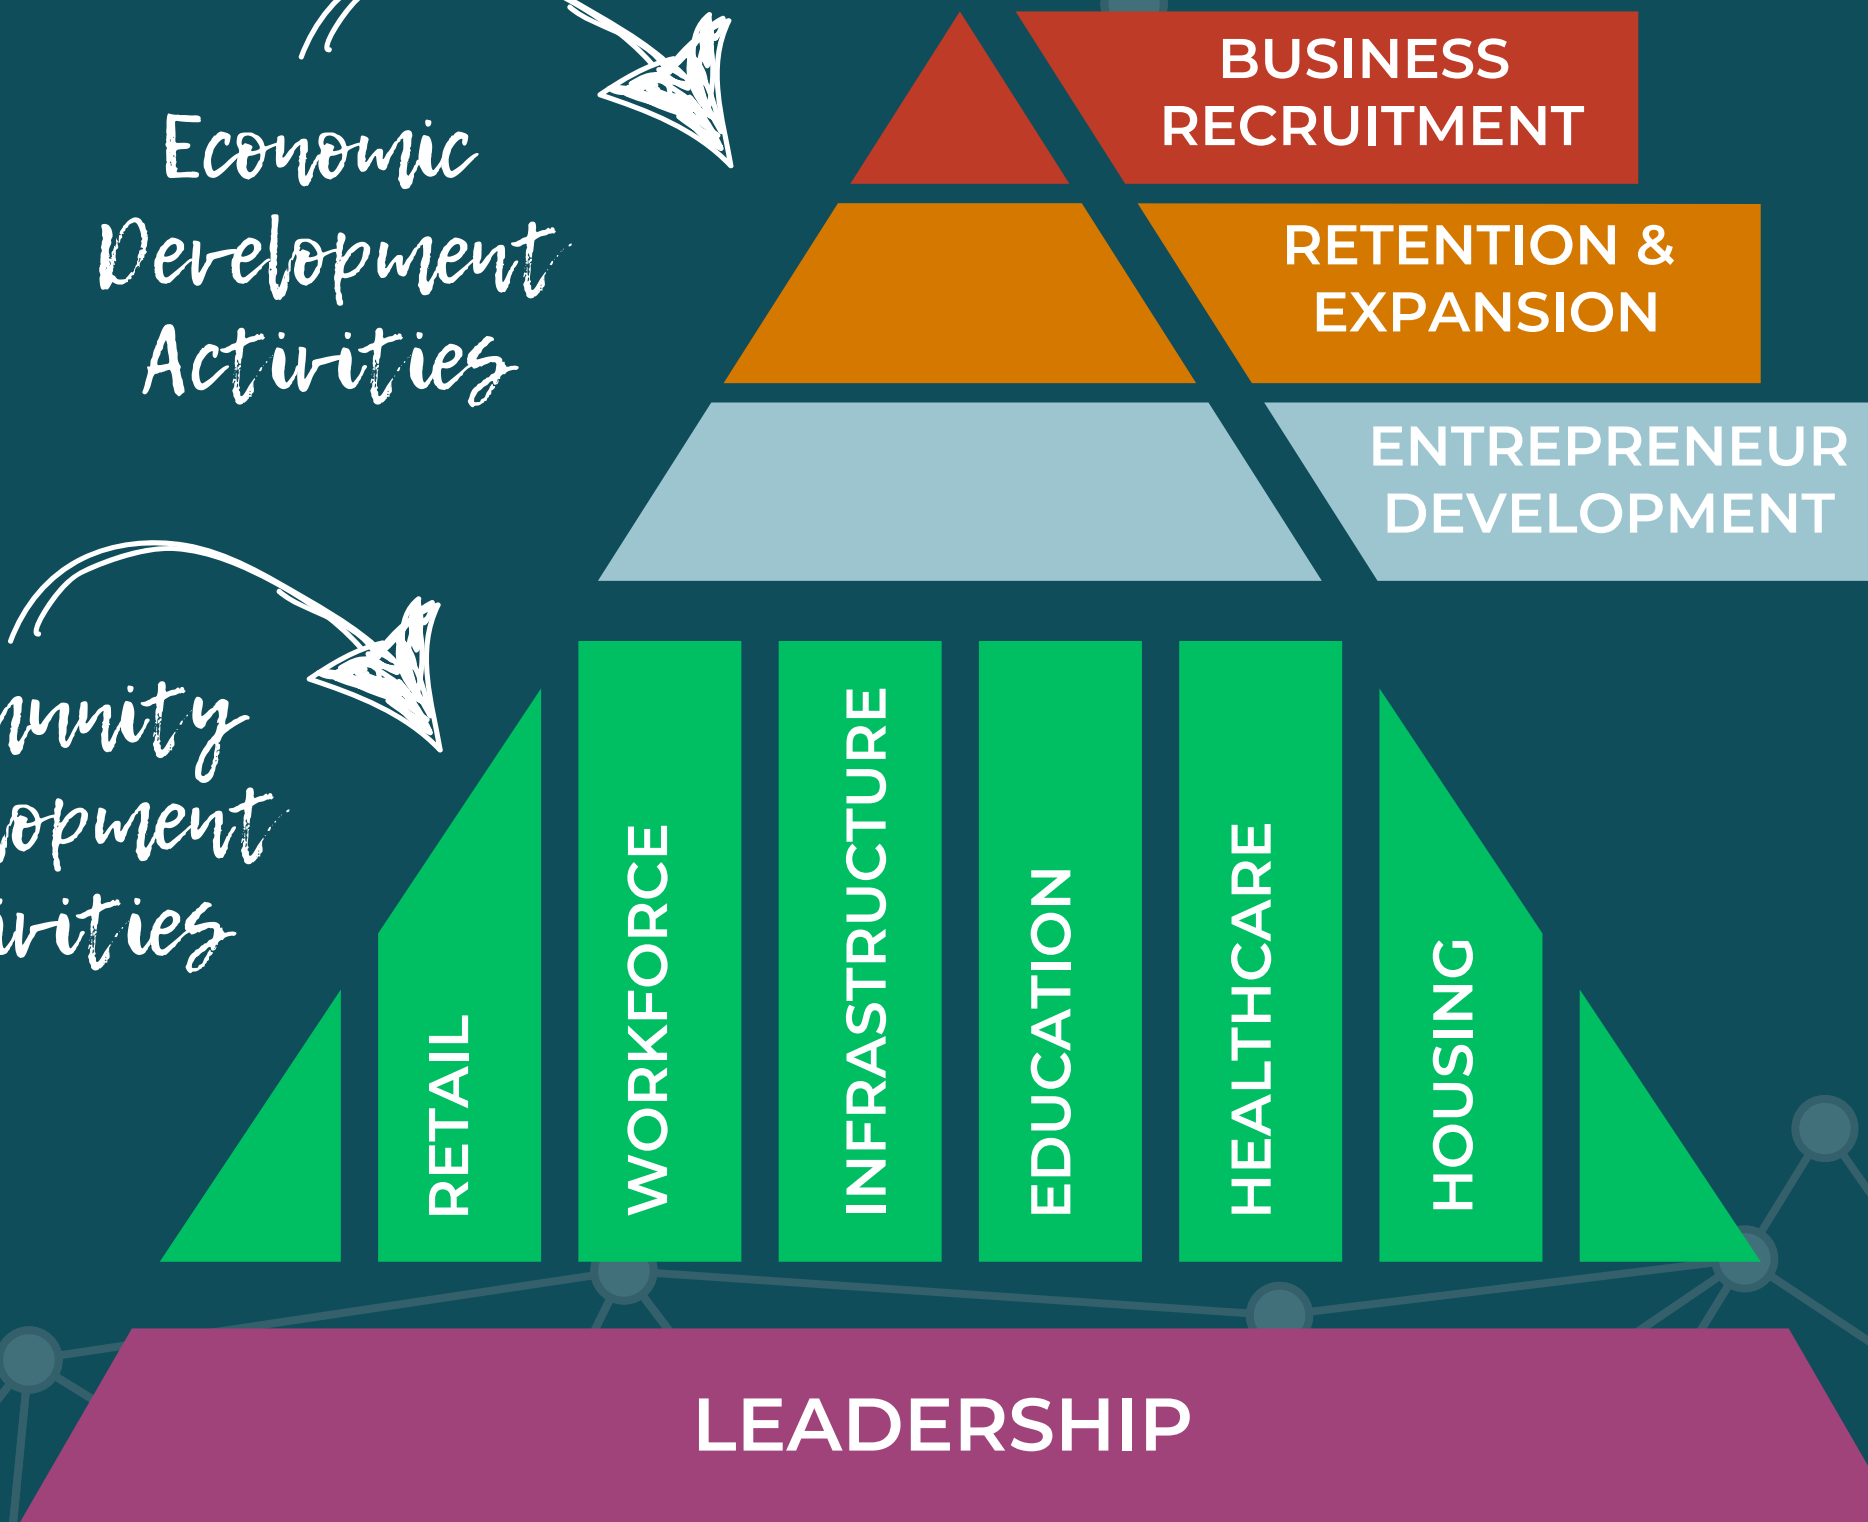 Economic
Development
Activities
BUSINESS
RECRUITMENT
RETENTION &
EXPANSION
ENTREPRENEUR
DEVELOPMENT
RETAIL
WORKFORCE
INFRASTRUCTURE
EDUCATION
HEALTHCARE
HOUSING
LEADERSHIP